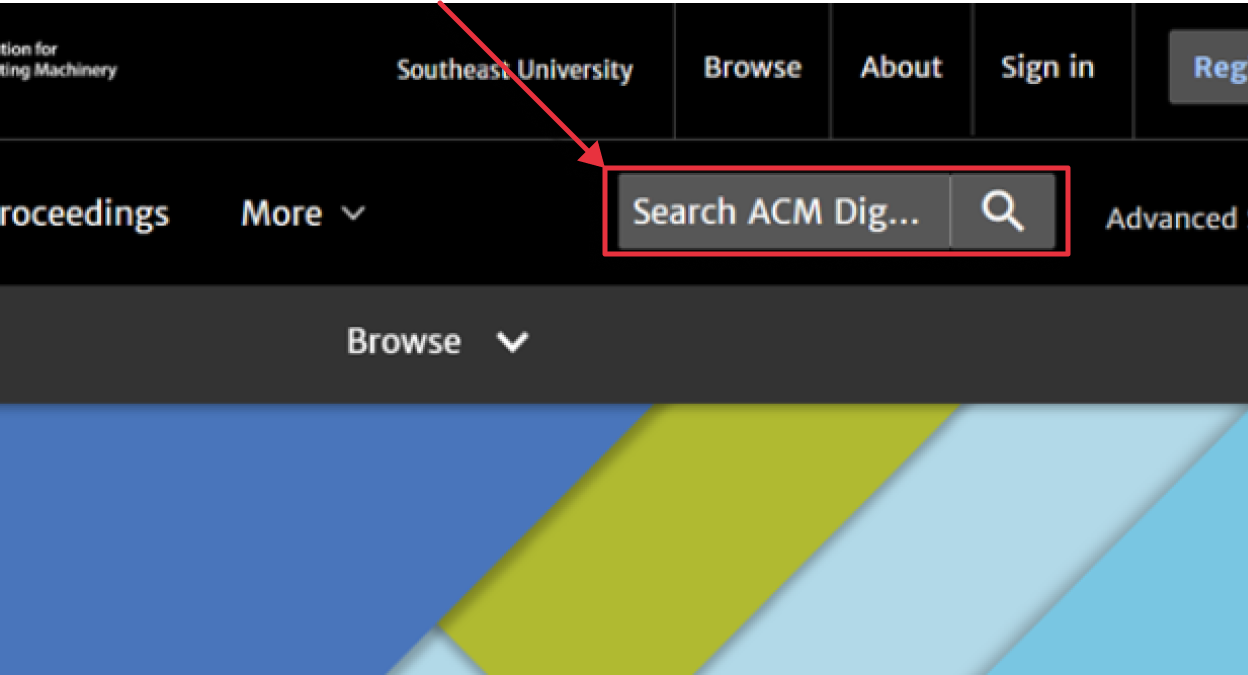 tion for
ting Machinery
Southeast University
Browse
About
Sign in
Reg
roceedings
More
Search ACM Dig...
Advanced
Browse